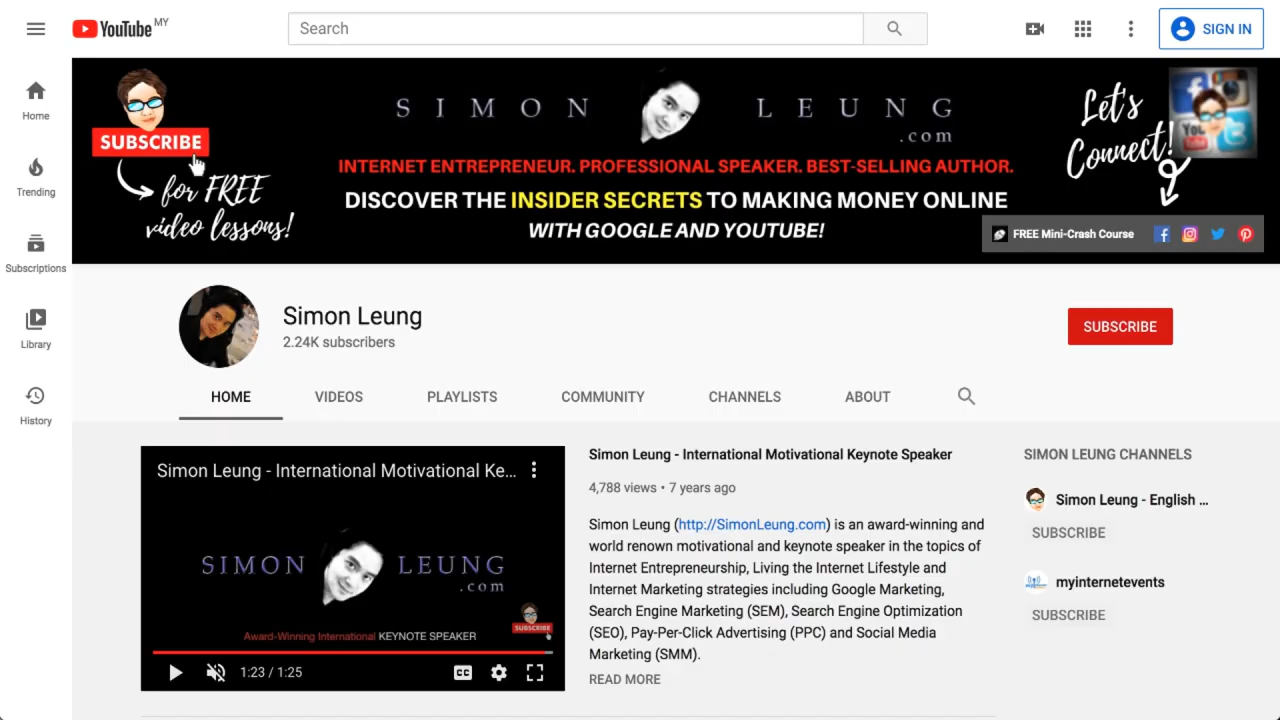 YouTube MY
Search
SIGN IN
Home
Trending
Subscriptions
Library
History
SUBSCRIBE
for FREE
video lessons!
SIMON LEUNG
.com
INTERNET ENTREPRENEUR. PROFESSIONAL SPEAKER. BEST-SELLING AUTHOR.
DISCOVER THE INSIDER SECRETS TO MAKING MONEY ONLINE
WITH GOOGLE AND YOUTUBE!
Let's
Connect!
You
FREE Mini-Crash Course
Simon Leung
2.24K subscribers
SUBSCRIBE
HOME VIDEOS PLAYLISTS COMMUNITY CHANNELS ABOUT
Simon Leung - International Motivational Ke...
SIMON LEUNG
.com
SUBSCRIBE
Award-Winning International KEYNOTE SPEAKER
1:23 / 1:25
CC
Simon Leung - International Motivational Keynote Speaker
4,788 views • 7 years ago
Simon Leung (http://SimonLeung.com) is an award-winning and
world renown motivational and keynote speaker in the topics of
Internet Entrepreneurship, Living the Internet Lifestyle and
Internet Marketing strategies including Google Marketing,
Search Engine Marketing (SEM), Search Engine Optimization
(SEO), Pay-Per-Click Advertising (PPC) and Social Media
Marketing (SMM).
READ MORE
SIMON LEUNG CHANNELS
Simon Leung - English ...
SUBSCRIBE
myinternetevents
SUBSCRIBE